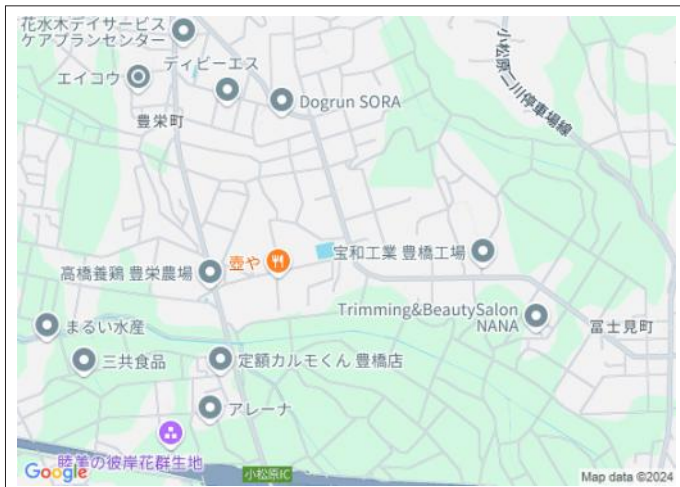 花水木デイサービス
ケアプランセンター
ディビーエス
エイコウ
Dogrun SORA
豊栄町
小松原二川停車場線
壺や
宝和工業 豊橋工場
高橋養鶏 豊栄農場
Trimming&BeautySalon
NANA
冨士見町
まるい水産
三共食品
定額カルモくん 豊橋店
アレーナ
睦美の彼岸花群生地
Google
小松原IC
Map data ©2024